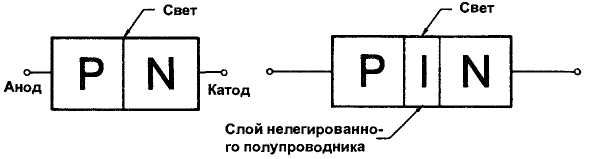 Свет
P N
Анод
Катод
Свет
P I N
Слой нелегированно-
го полупроводника